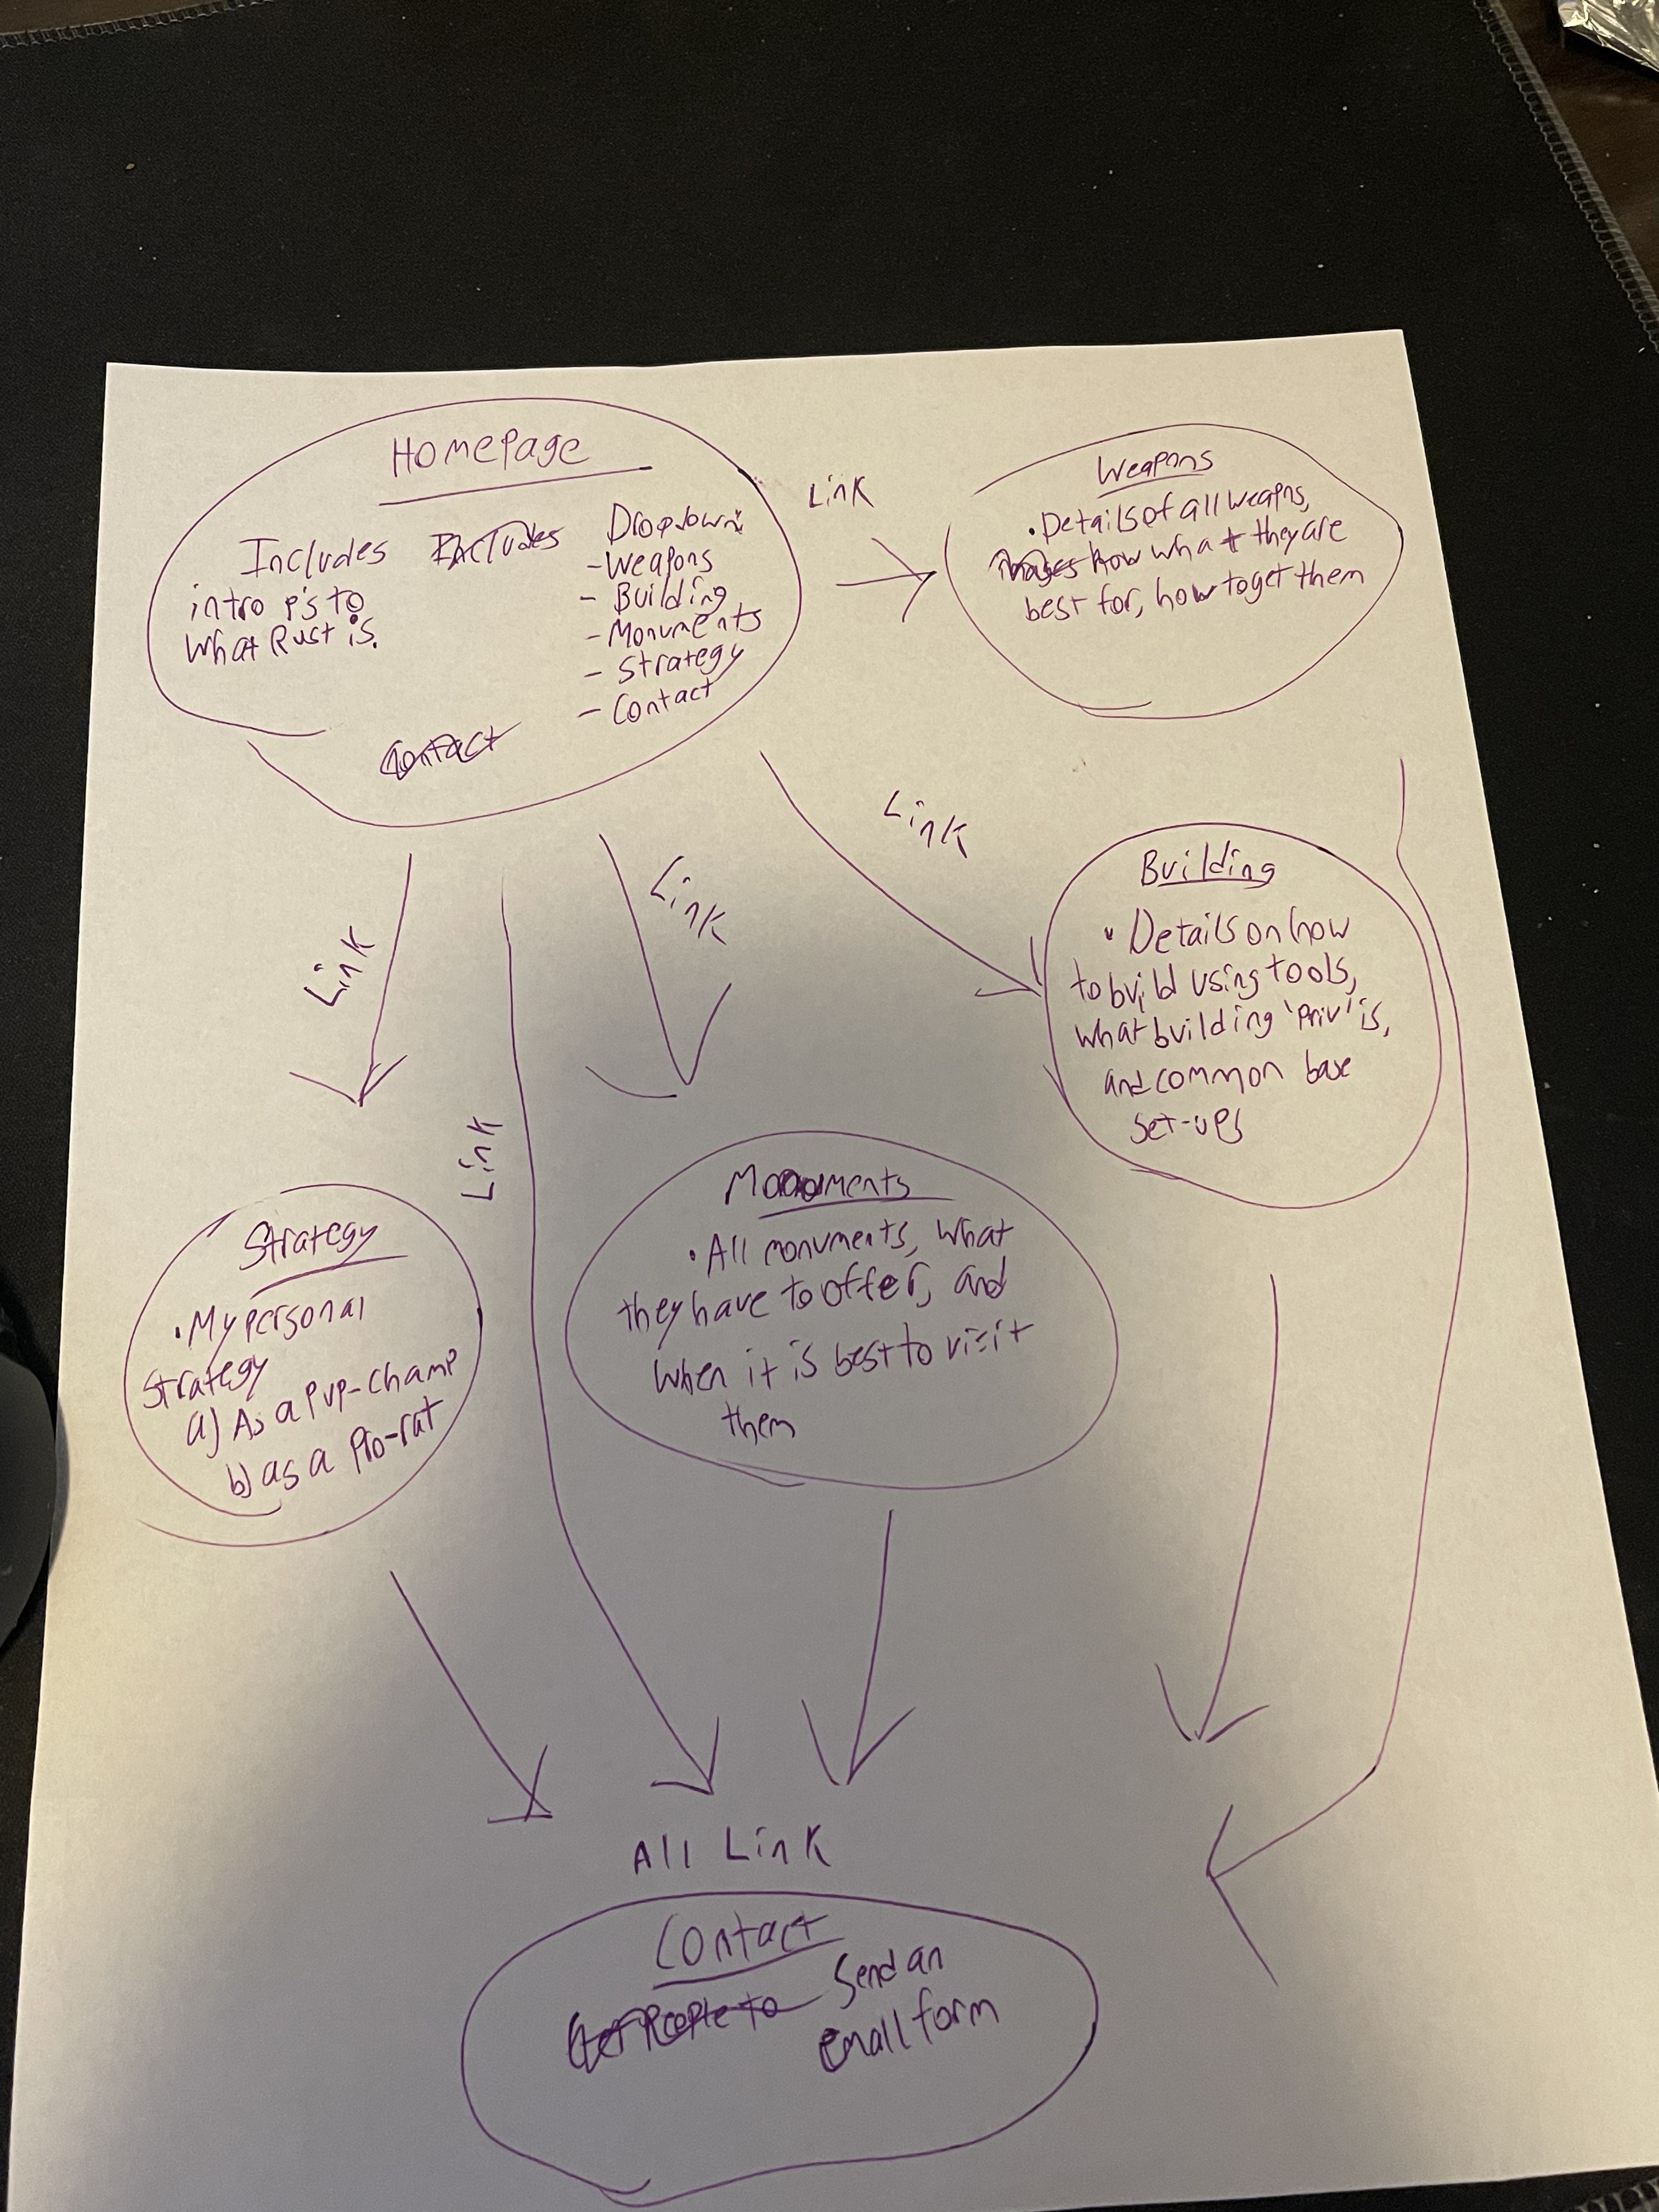 Homepage
Includes
intro p's to
what Rust is.
Includes
Dropdown:
-Weapons
- Building
- Monuments
- Strategy
- Contact
Contact
Link
Weapons
• Details of all weapns,
images how what they are
best for, how to get them
Link
Link
Link
Link
Building
• Details on how
to build using tools,
what building 'Priv' is,
and common base
set-ups
Strategy
• My personal
strategy
a) As a pvp-champ
b) as a Pro-rat
Monuments
• All monuments, what
they have to offer, and
when it is best to visit
them
All Link
Contact
Get People to Send an
email form